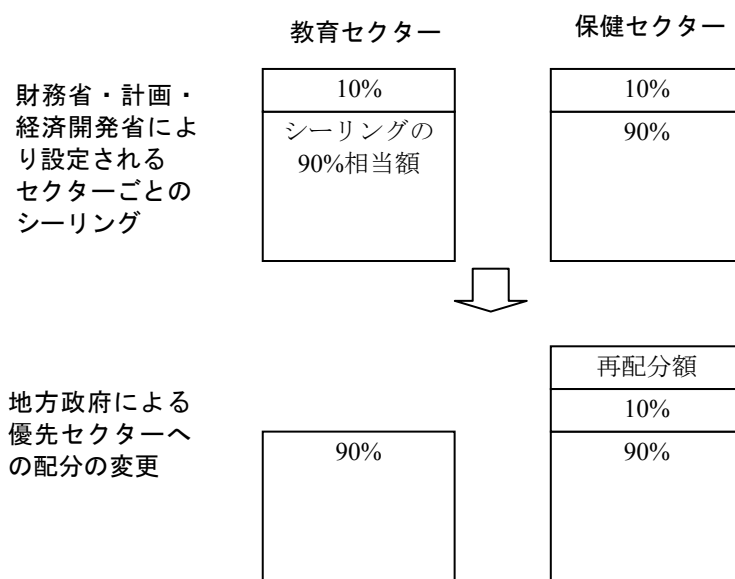 教育セクター
保健セクター
財務省・計画・
経済開発省によ
り設定される
セクターごとの
シーリング
10%
シーリングの
90%相当額
10%
90%
地方政府による
優先セクターへ
の配分の変更
90%
再配分額
10%
90%